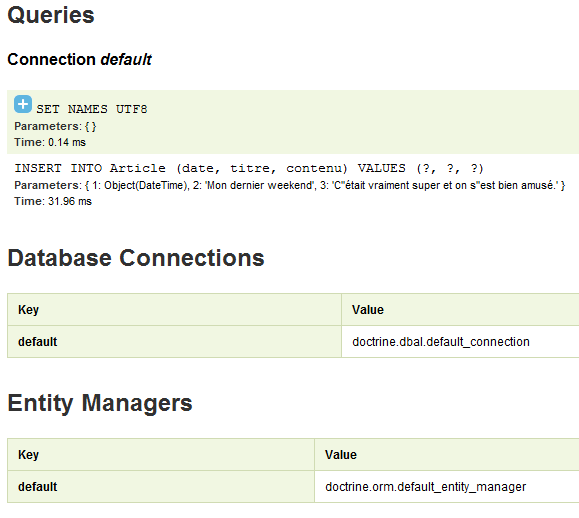 Queries
Connection default
SET NAMES UTF8
Parameters: { }
Time: 0.14 ms
INSERT INTO Article (date, titre, contenu) VALUES (?, ?, ?)
Parameters: { 1: Object(DateTime), 2: 'Mon dernier weekend', 3: 'C''était vraiment super et on s''est bien amusé.' }
Time: 31.96 ms
Database Connections
Key Value
default doctrine.dbal.default_connection
Entity Managers
Key Value
default doctrine.orm.default_entity_manager